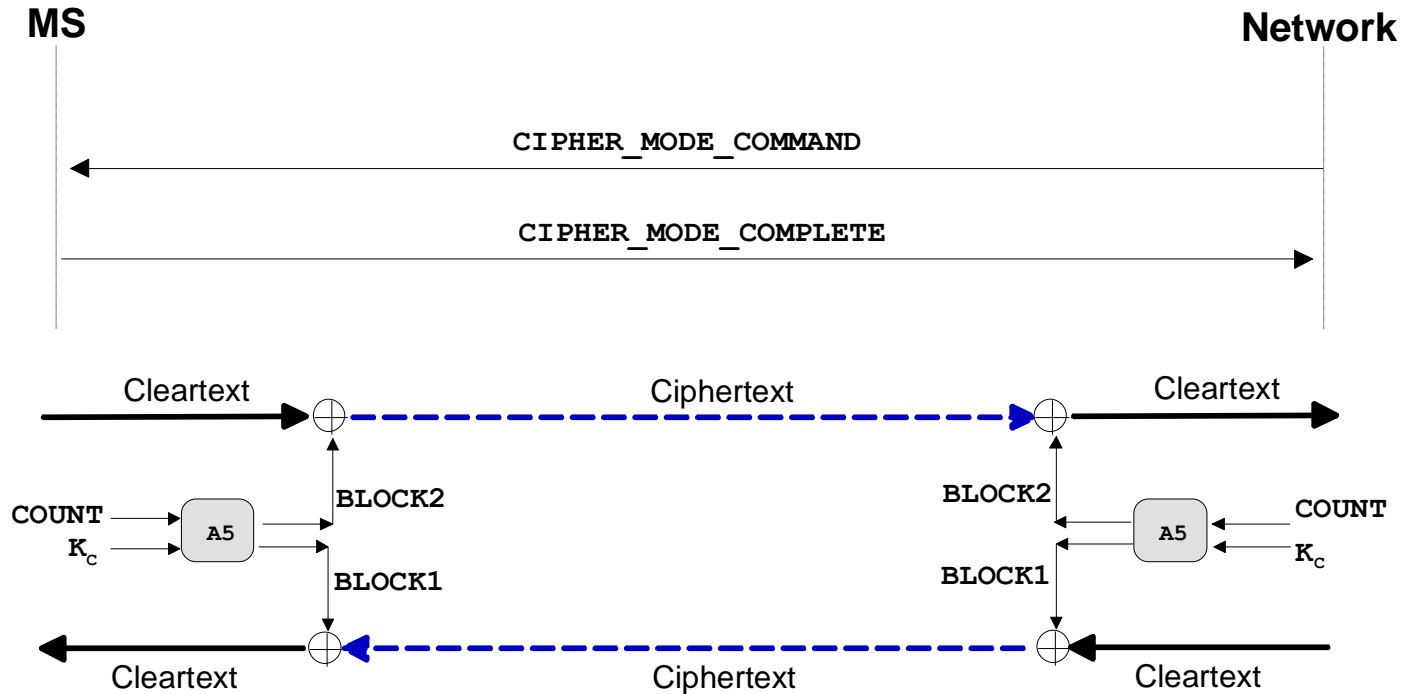 MS
Network
CIPHER_MODE_COMMAND
CIPHER_MODE_COMPLETE
Cleartext
Ciphertext
Cleartext
BLOCK2
BLOCK2
COUNT
A5
A5
COUNT
Kc
Kc
BLOCK1
BLOCK1
Cleartext
Ciphertext
Cleartext